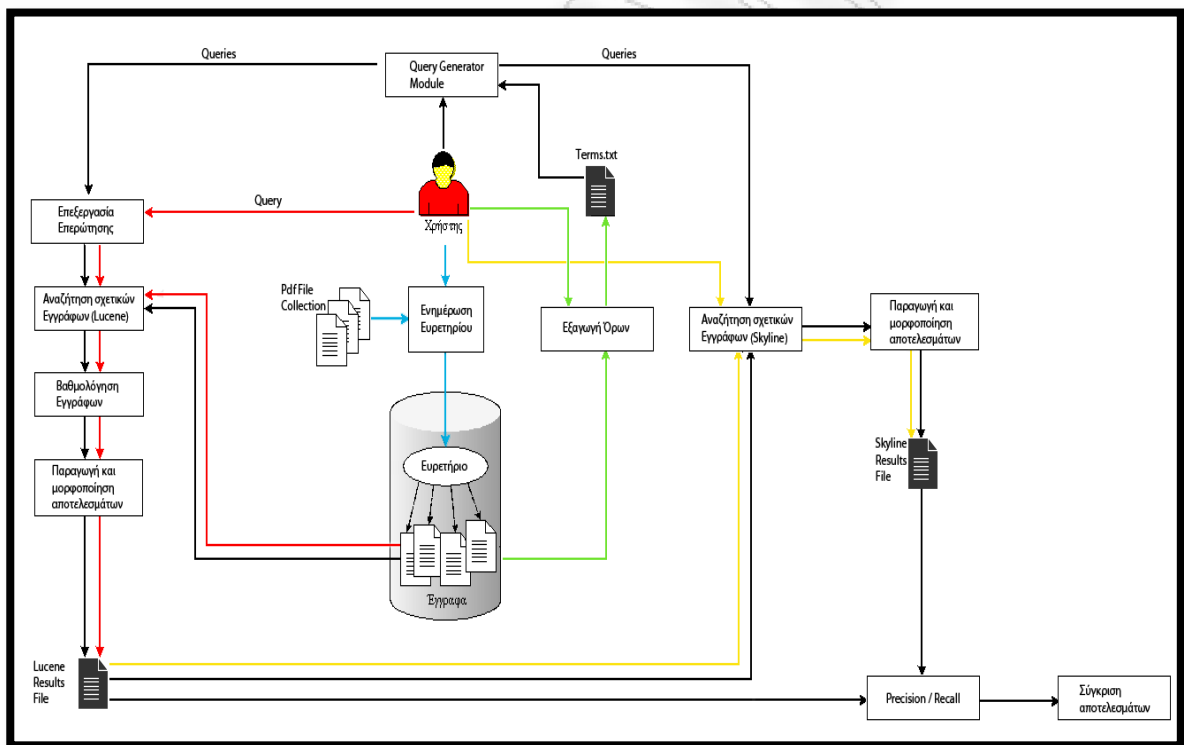 Queries
Query Generator
Module
Queries
Terms.txt
Query
Χρήστης
Επεξεργασία
Επερώτησης
Αναζήτηση σχετικών
Εγγράφων (Lucene)
Pdf File
Collection
Ενημέρωση
Ευρετηρίου
Εξαγωγή Όρων
Αναζήτηση σχετικών
Εγγράφων (Skyline)
Παραγωγή και
μορφοποίηση
αποτελεσμάτων
Βαθμολόγηση
Εγγράφων
Παραγωγή και
μορφοποίηση
αποτελεσμάτων
Ευρετήριο
Έγγραφα
Skyline
Results
File
Lucene
Results
File
Precision / Recall
Σύγκριση
αποτελεσμάτων